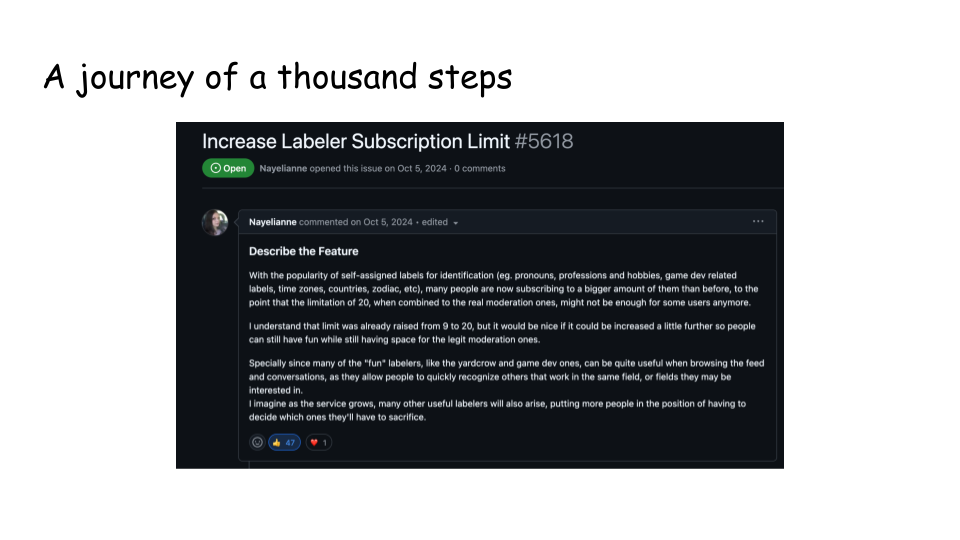 A journey of a thousand steps
Increase Labeler Subscription Limit #5618
Open Nayelianne opened this issue on Oct 5, 2024 · 0 comments
Nayelianne commented on Oct 5, 2024 • edited
Describe the Feature
With the popularity of self-assigned labels for identification (eg. pronouns, professions and hobbies, game dev related
labels, time zones, countries, zodiac, etc), many people are now subscribing to a bigger amount of them than before, to the
point that the limitation of 20, when combined to the real moderation ones, might not be enough for some users anymore.
I understand that limit was already raised from 9 to 20, but it would be nice if it could be increased a little further so people
can still have fun while still having space for the legit moderation ones.
Specially since many of the "fun" labelers, like the yardcrow and game dev ones, can be quite useful when browsing the feed
and conversations, as they allow people to quickly recognize others that work in the same field, or fields they may be
interested in.
I imagine as the service grows, many other useful labelers will also arise, putting more people in the position of having to
decide which ones they'll have to sacrifice.
47 1